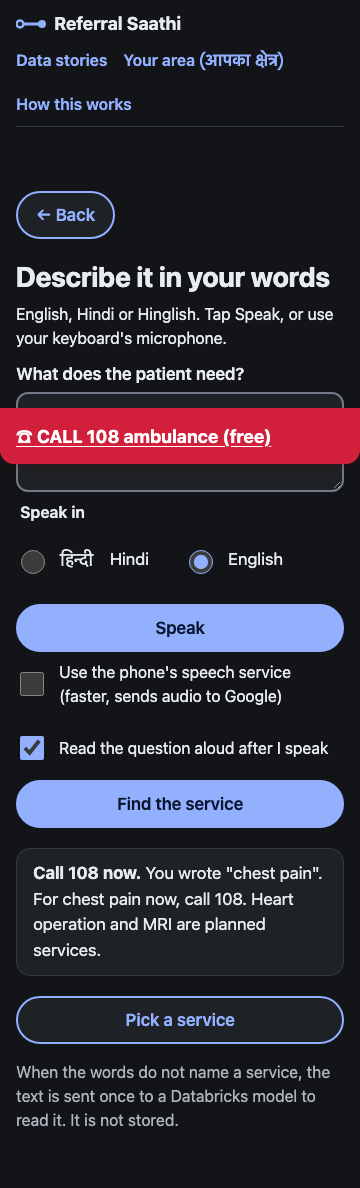 Referral Saathi
Data stories Your area (आपका क्षेत्र)
How this works
← Back
Describe it in your words
English, Hindi or Hinglish. Tap Speak, or use
your keyboard's microphone.
What does the patient need?
☎ CALL 108 ambulance (free)
Speak in
हिन्दी Hindi English
Speak
Use the phone's speech service
(faster, sends audio to Google)
Read the question aloud after I speak
Find the service
Call 108 now. You wrote "chest pain".
For chest pain now, call 108. Heart
operation and MRI are planned
services.
Pick a service
When the words do not name a service, the
text is sent once to a Databricks model to
read it. It is not stored.